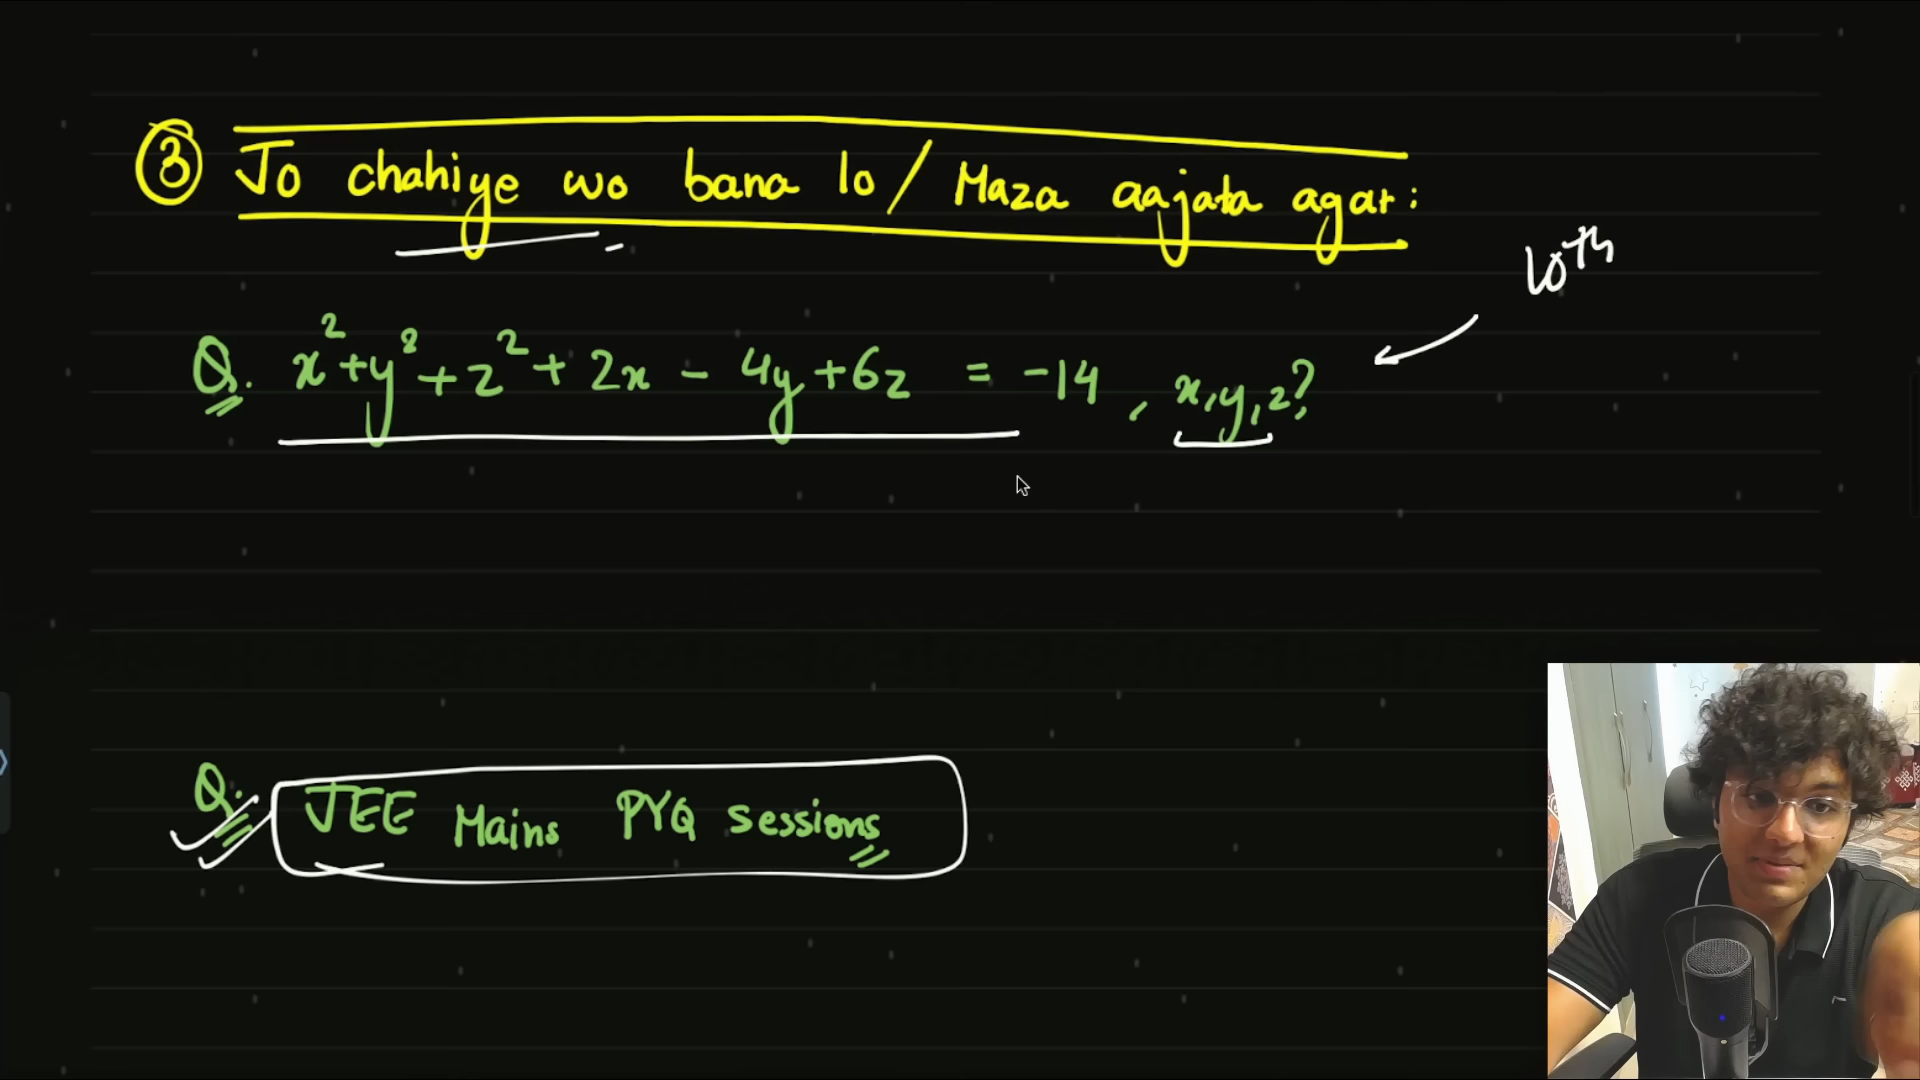 ③ Jo chahiye wo bana lo / Maza aajata agar:
10th
Q. x² + y² + z² + 2x - 4y + 6z = -14, x, y, z?
Q. JEE Mains PYQ sessions